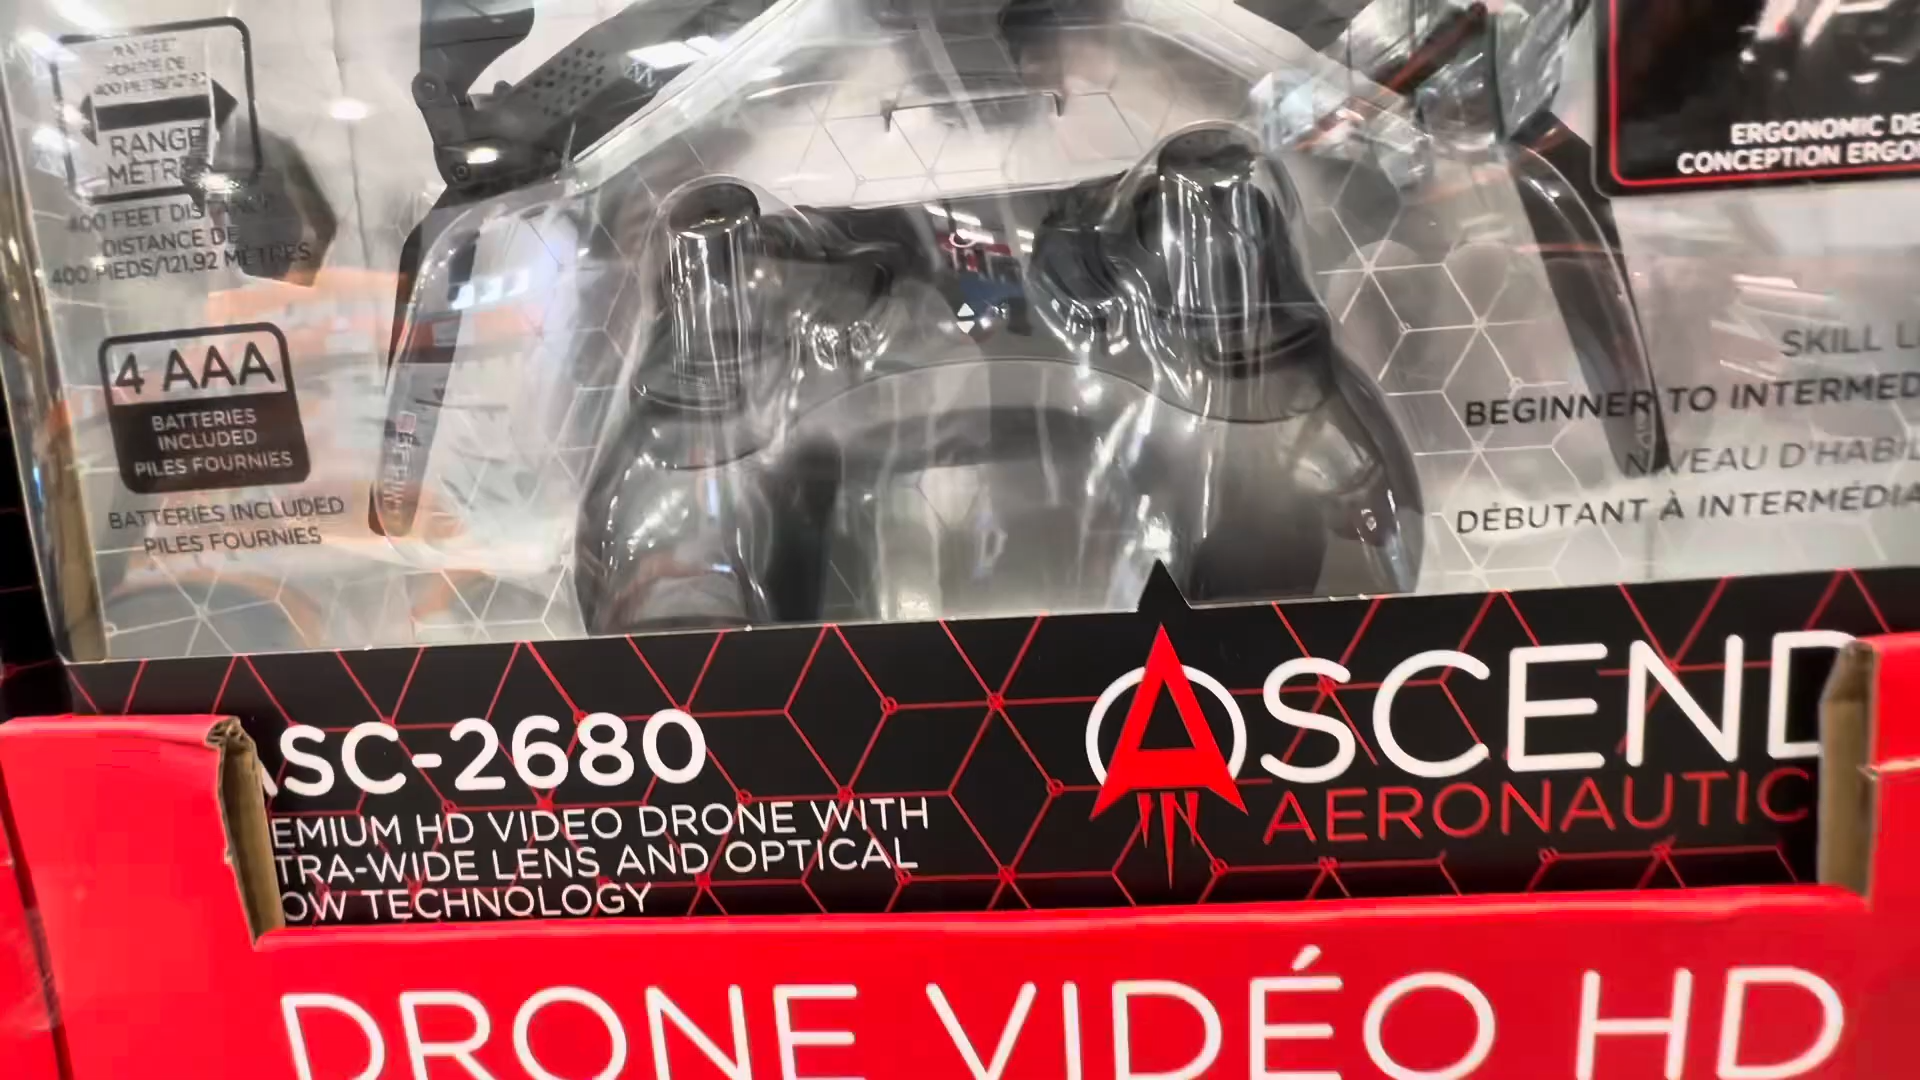 RANGE
MÈTRE
400 FEET DISTANCE
DISTANCE DE
400 PIEDS/121,92 MÈTRES
4 AAA
BATTERIES
INCLUDED
PILES FOURNIES
BATTERIES INCLUDED
PILES FOURNIES
ERGONOMIC DE
CONCEPTION ERGO
SKILL L
BEGINNER TO INTERMED
NIVEAU D'HABIL
DÉBUTANT À INTERMÉDIA
ASC-2680
EMIUM HD VIDEO DRONE WITH
TRA-WIDE LENS AND OPTICAL
OW TECHNOLOGY
ASCEND
AERONAUTIC
DRONE VIDÉO HD